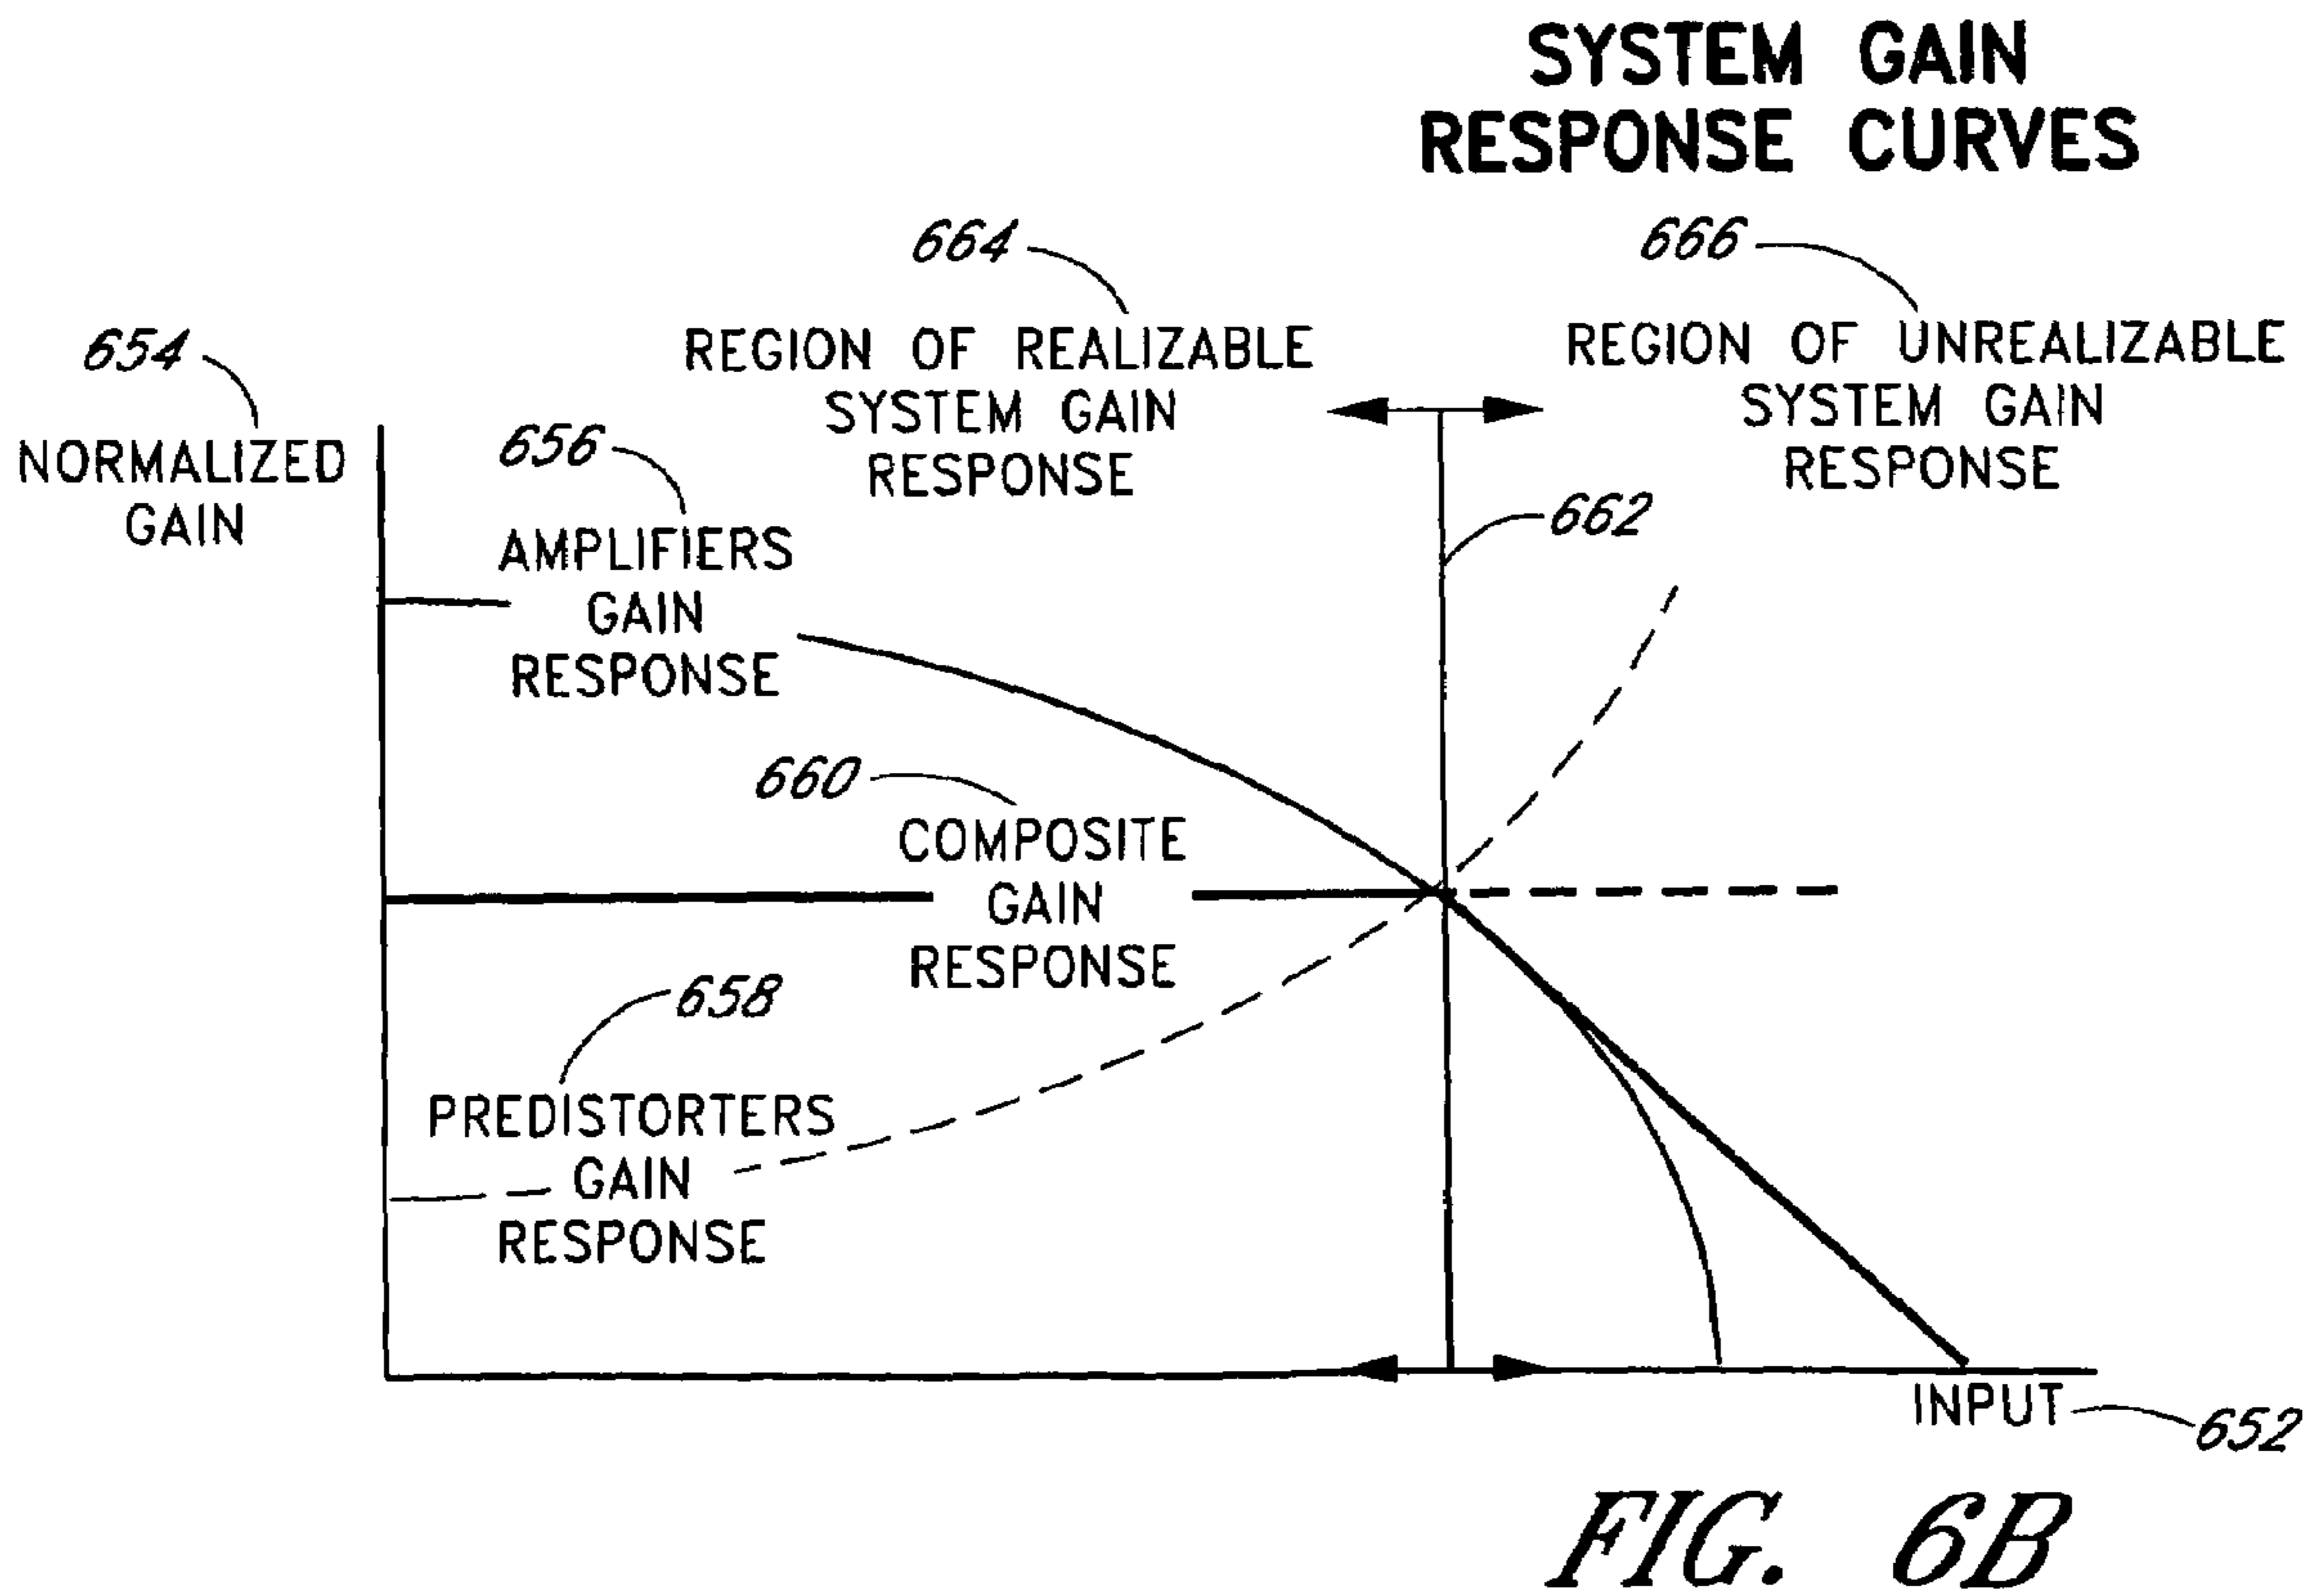 SYSTEM GAIN
RESPONSE CURVES
664
666
654
REGION OF REALIZABLE
SYSTEM GAIN
RESPONSE
REGION OF UNREALIZABLE
SYSTEM GAIN
RESPONSE
NORMALIZED
GAIN
656
662
AMPLIFIERS
GAIN
RESPONSE
660
COMPOSITE
GAIN
RESPONSE
658
PREDISTORTERS
GAIN
RESPONSE
INPUT
652
FIG. 6B